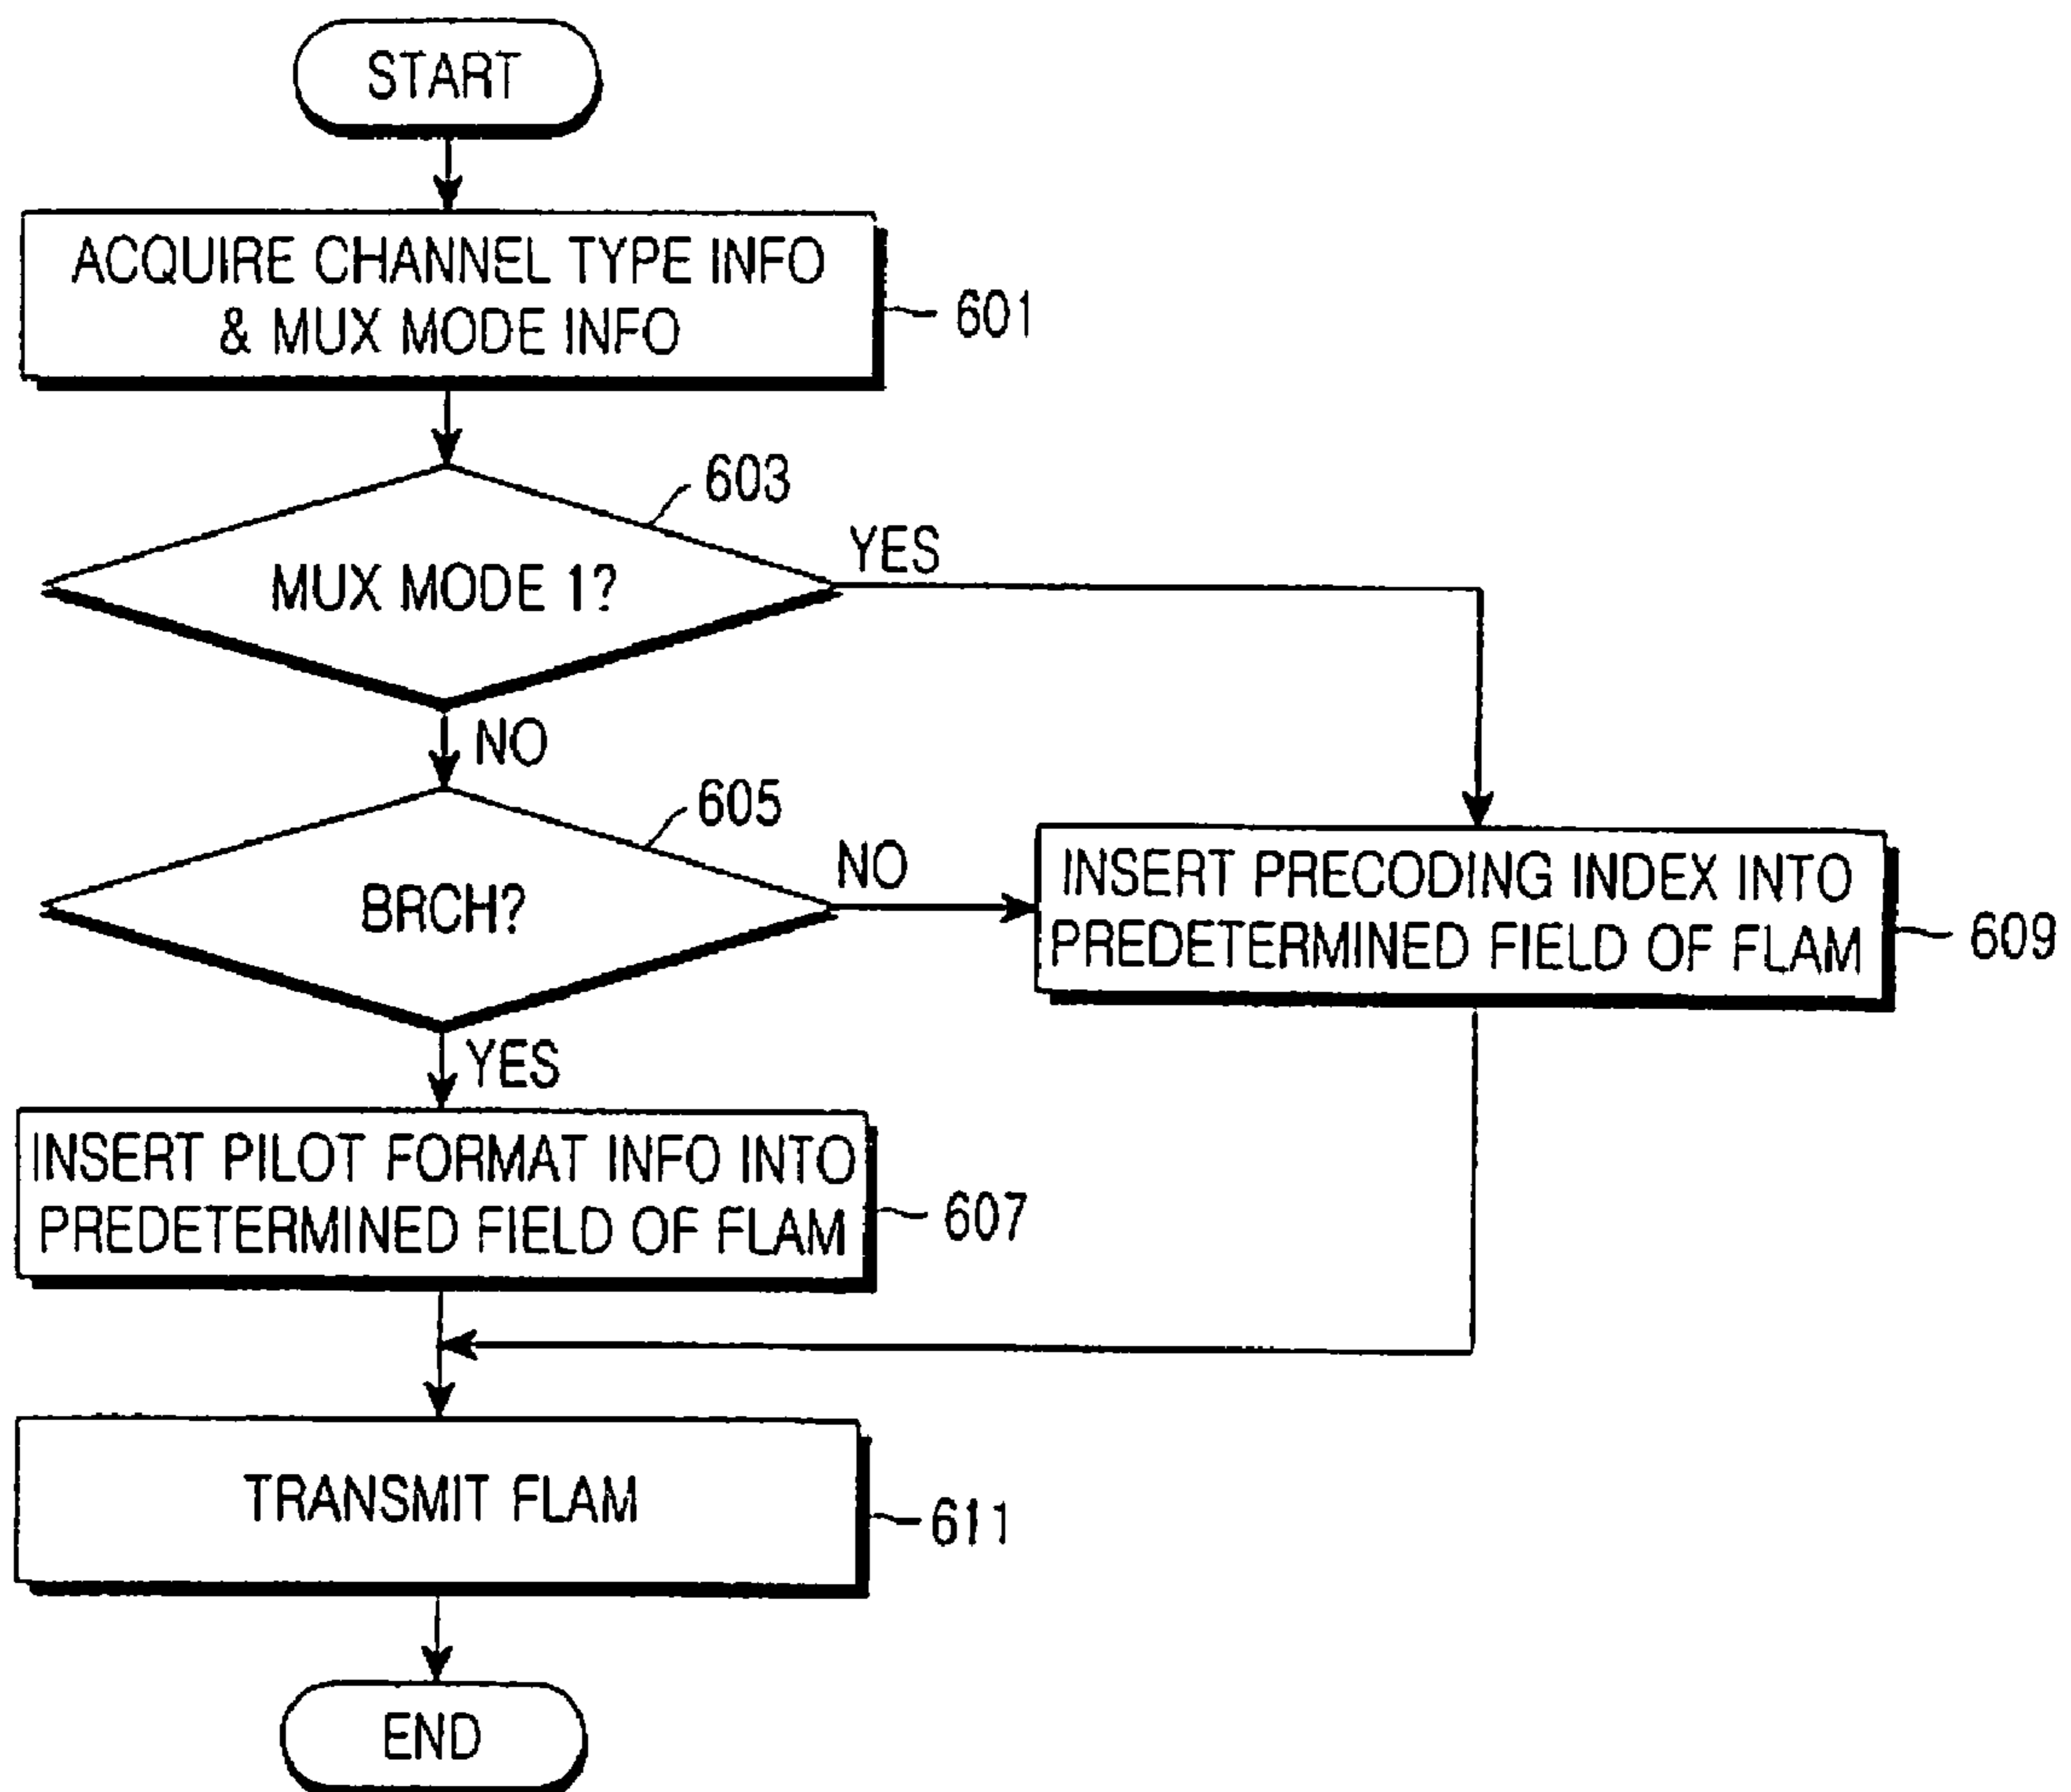 START
ACQUIRE CHANNEL TYPE INFO
& MUX MODE INFO
601
603
MUX MODE 1?
YES
NO
605
BRCH?
NO
INSERT PRECODING INDEX INTO
PREDETERMINED FIELD OF FLAM
609
YES
INSERT PILOT FORMAT INFO INTO
PREDETERMINED FIELD OF FLAM
607
TRANSMIT FLAM
611
END